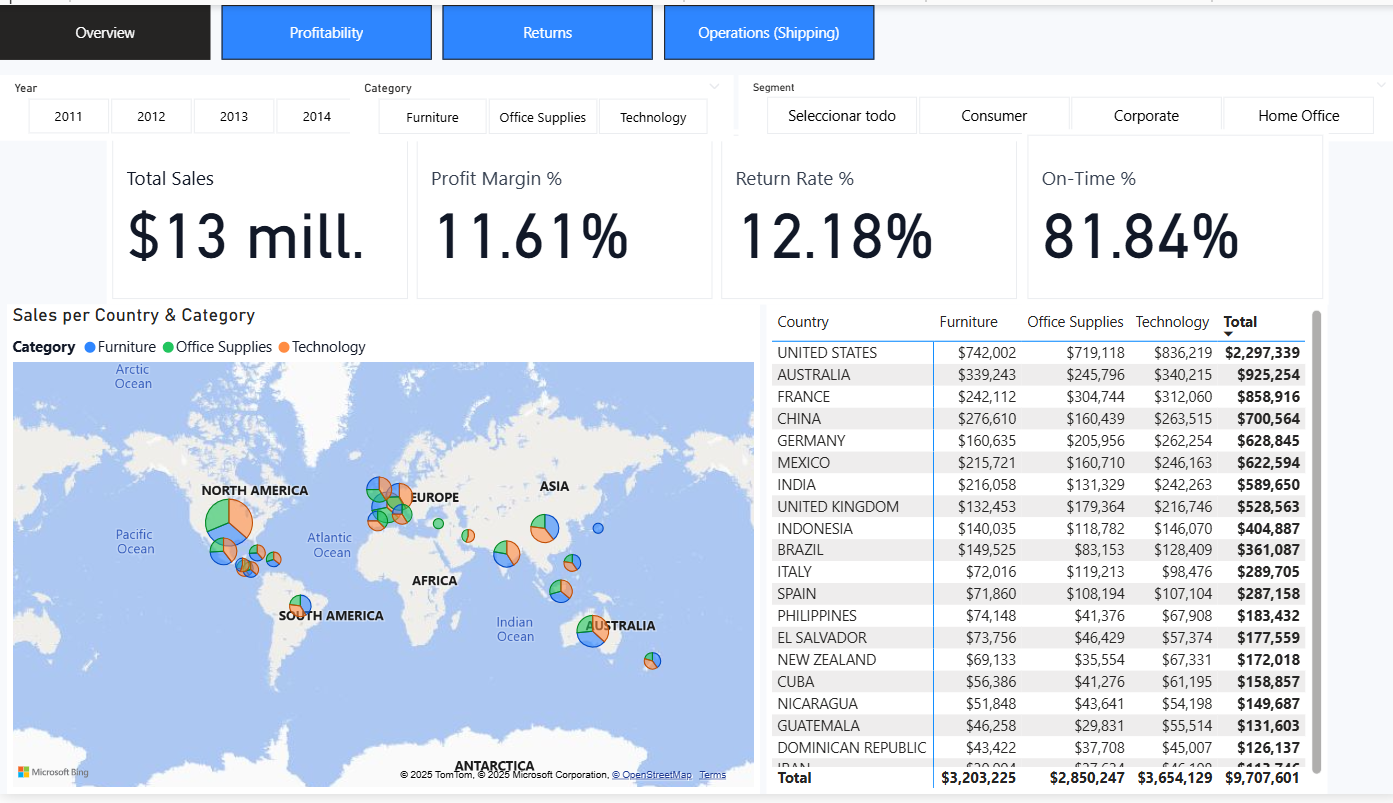 Overview Profitability Returns Operations (Shipping)
Year Category Segment
2011 2012 2013 2014 Furniture Office Supplies Technology Seleccionar todo Consumer Corporate Home Office
Total Sales Profit Margin % Return Rate % On-Time %
$13 mill. 11.61% 12.18% 81.84%
Sales per Country & Category
Category Furniture Office Supplies Technology
Arctic
Ocean
NORTH AMERICA
EUROPE
ASIA
Pacific
Ocean
Atlantic
Ocean
AFRICA
SOUTH AMERICA
Indian
Ocean
AUSTRALIA
ANTARCTICA
Microsoft Bing
© 2025 TomTom, © 2025 Microsoft Corporation, © OpenStreetMap Terms
Country Furniture Office Supplies Technology Total
UNITED STATES $742,002 $719,118 $836,219 $2,297,339
AUSTRALIA $339,243 $245,796 $340,215 $925,254
FRANCE $242,112 $304,744 $312,060 $858,916
CHINA $276,610 $160,439 $263,515 $700,564
GERMANY $160,635 $205,956 $262,254 $628,845
MEXICO $215,721 $160,710 $246,163 $622,594
INDIA $216,058 $131,329 $242,263 $589,650
UNITED KINGDOM $132,453 $179,364 $216,746 $528,563
INDONESIA $140,035 $118,782 $146,070 $404,887
BRAZIL $149,525 $83,153 $128,409 $361,087
ITALY $72,016 $119,213 $98,476 $289,705
SPAIN $71,860 $108,194 $107,104 $287,158
PHILIPPINES $74,148 $41,376 $67,908 $183,432
EL SALVADOR $73,756 $46,429 $57,374 $177,559
NEW ZEALAND $69,133 $35,554 $67,331 $172,018
CUBA $56,386 $41,276 $61,195 $158,857
NICARAGUA $51,848 $43,641 $54,198 $149,687
GUATEMALA $46,258 $29,831 $55,514 $131,603
DOMINICAN REPUBLIC $43,422 $37,708 $45,007 $126,137
Total $3,203,225 $2,850,247 $3,654,129 $9,707,601